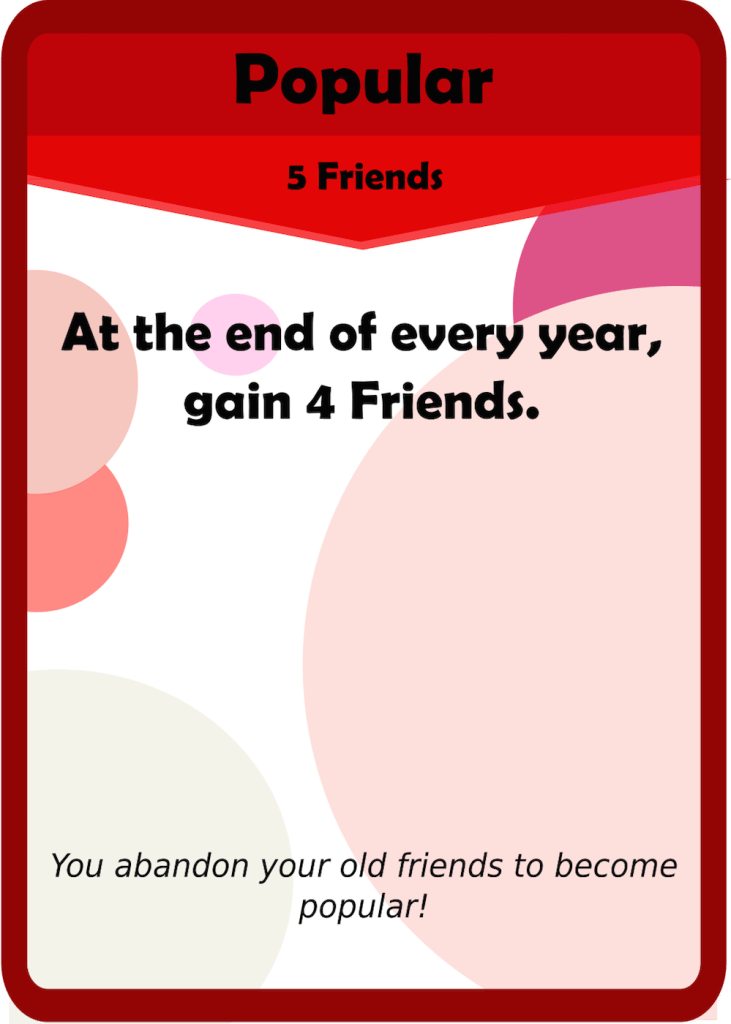 Popular
5 Friends
At the end of every year,
gain 4 Friends.
You abandon your old friends to become
popular!